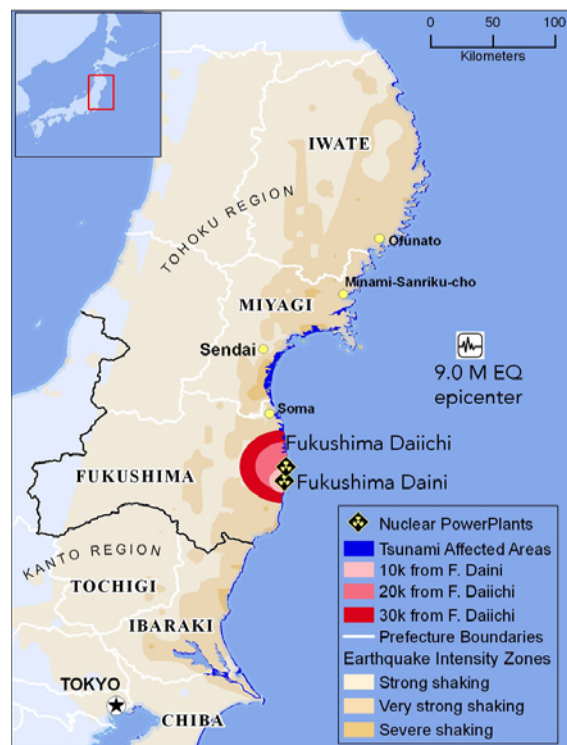 0 50 100
Kilometers
IWATE
TOHOKU REGION
Ofunato
Minami-Sanriku-cho
MIYAGI
Sendai
9.0 M EQ
epicenter
Soma
Fukushima Daiichi
FUKUSHIMA
Fukushima Daini
KANTO REGION
TOCHIGI
IBARAKI
TOKYO
CHIBA
Nuclear PowerPlants
Tsunami Affected Areas
10k from F. Daini
20k from F. Daiichi
30k from F. Daiichi
Prefecture Boundaries
Earthquake Intensity Zones
Strong shaking
Very strong shaking
Severe shaking